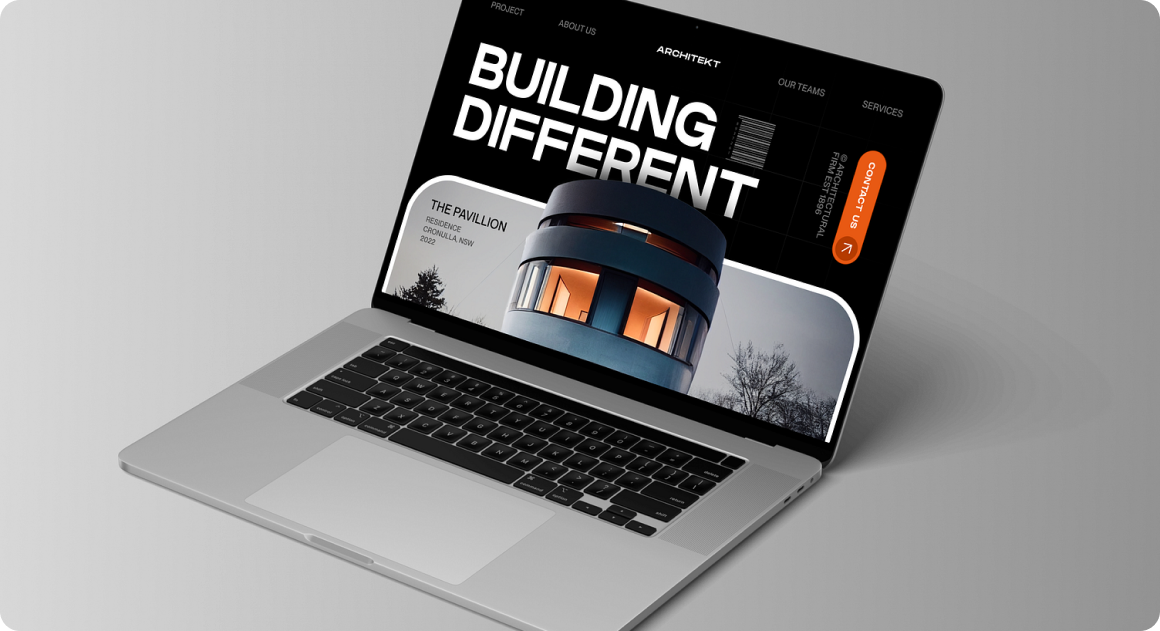 PROJECT
ABOUT US
ARCHITEKT
OUR TEAMS
SERVICES
BUILDING
DIFFERENT
© ARCHITECTURAL
FIRM EST 1896
CONTACT US
THE PAVILLION
RESIDENCE
CRONULLA, NSW
2022